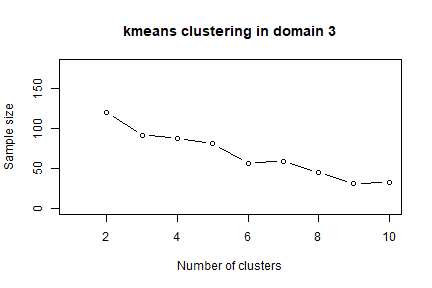 kmeans clustering in domain 3
Sample size
150
100
50
0
2 4 6 8 10
Number of clusters